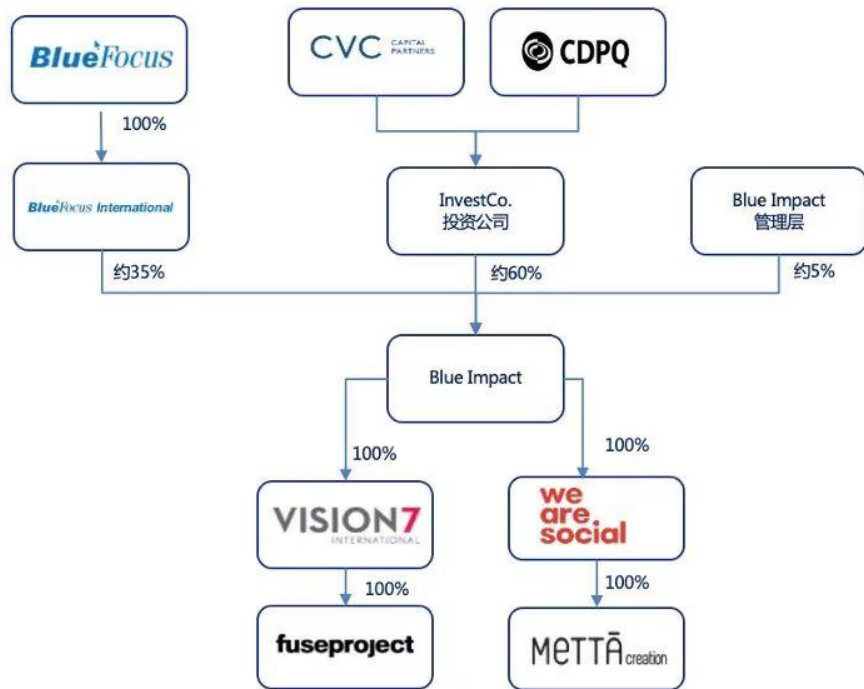 BlueFocus
CVC CAPITAL PARTNERS
CDPQ
100%
BlueFocus International
InvestCo.
投资公司
Blue Impact
管理层
约35%
约60%
约5%
Blue Impact
100%
100%
VISION7
INTERNATIONAL
we
are
social
100%
100%
fuseproject
MeTTĀ creation